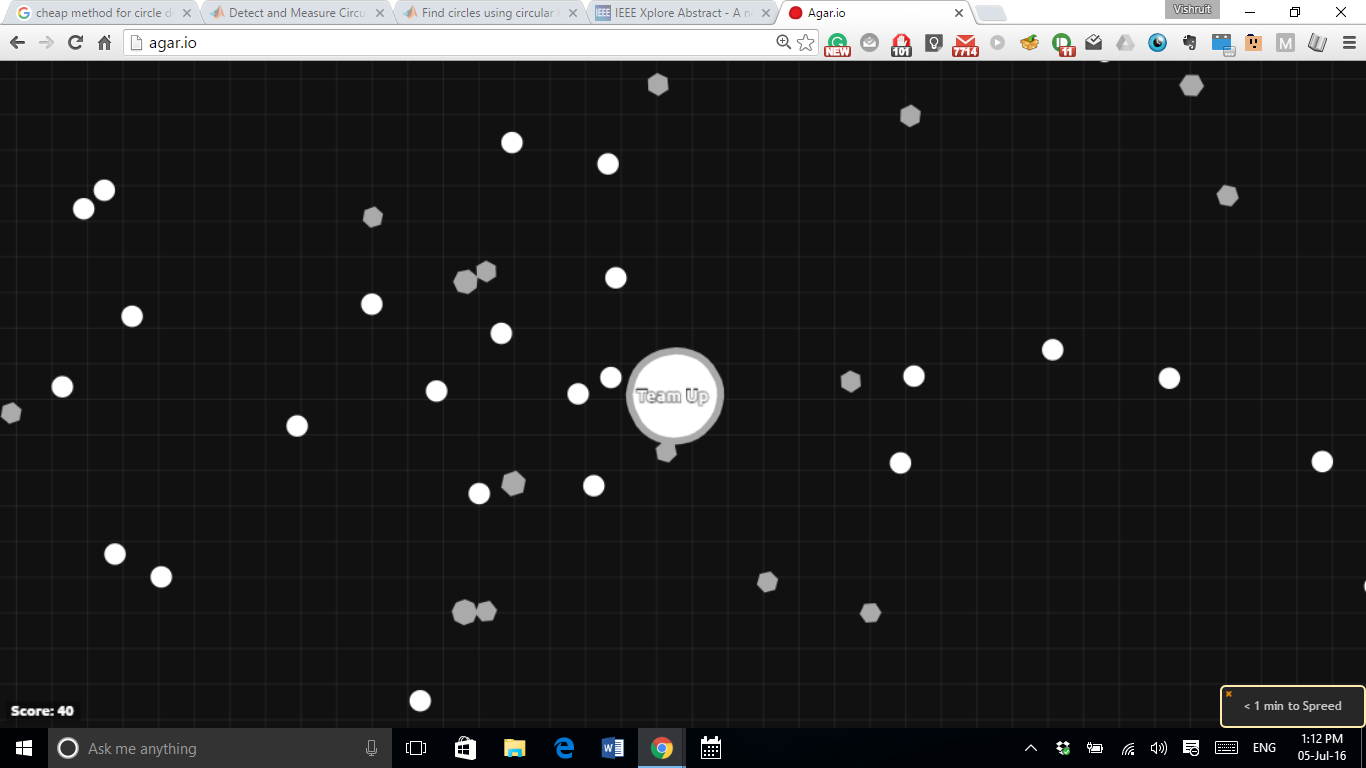 cheap method for circle d
Detect and Measure Circu
Find circles using circular
IEEE Xplore Abstract - A n
Agar.io
Vishruit
agar.io
NEW
101
7714
11
M
Team Up
Score: 40
< 1 min to Spreed
Ask me anything
ENG
1:12 PM
05-Jul-16